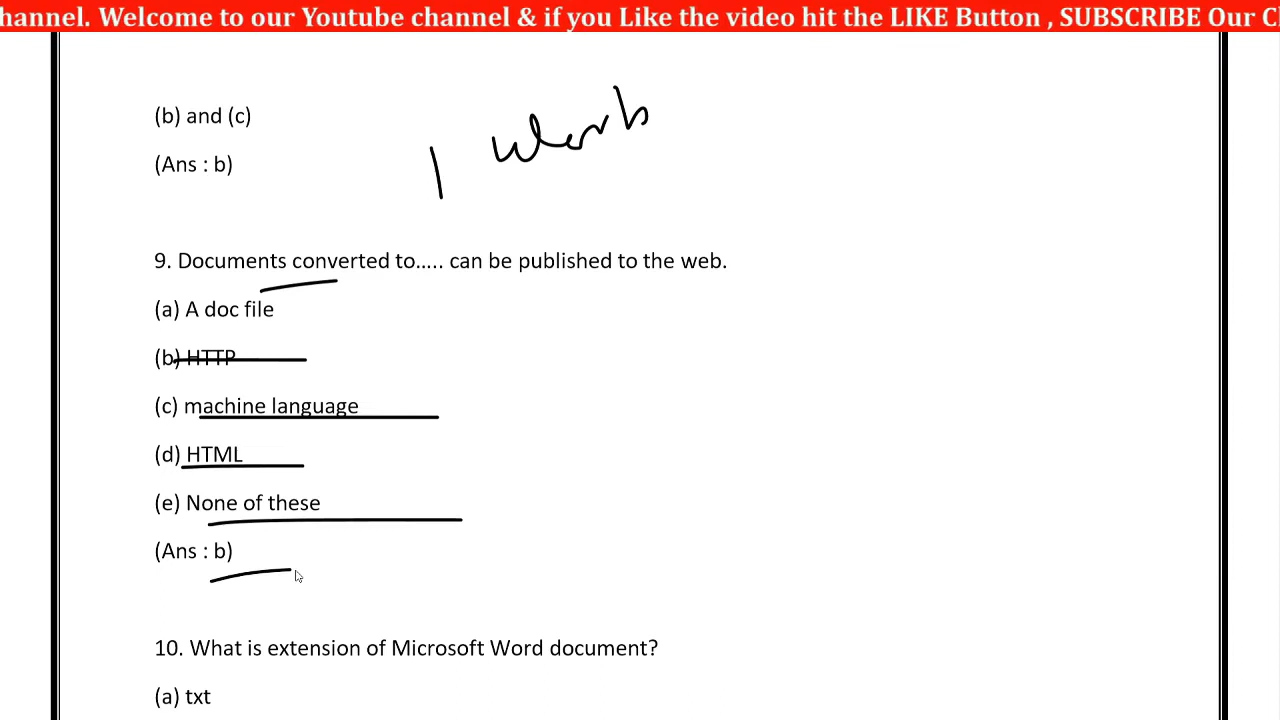 hannel. Welcome to our Youtube channel & if you Like the video hit the LIKE Button , SUBSCRIBE Our C
(b) and (c)
(Ans : b)
9. Documents converted to..... can be published to the web.
(a) A doc file
(b) HTTP
(c) machine language
(d) HTML
(e) None of these
(Ans : b)
10. What is extension of Microsoft Word document?
(a) txt